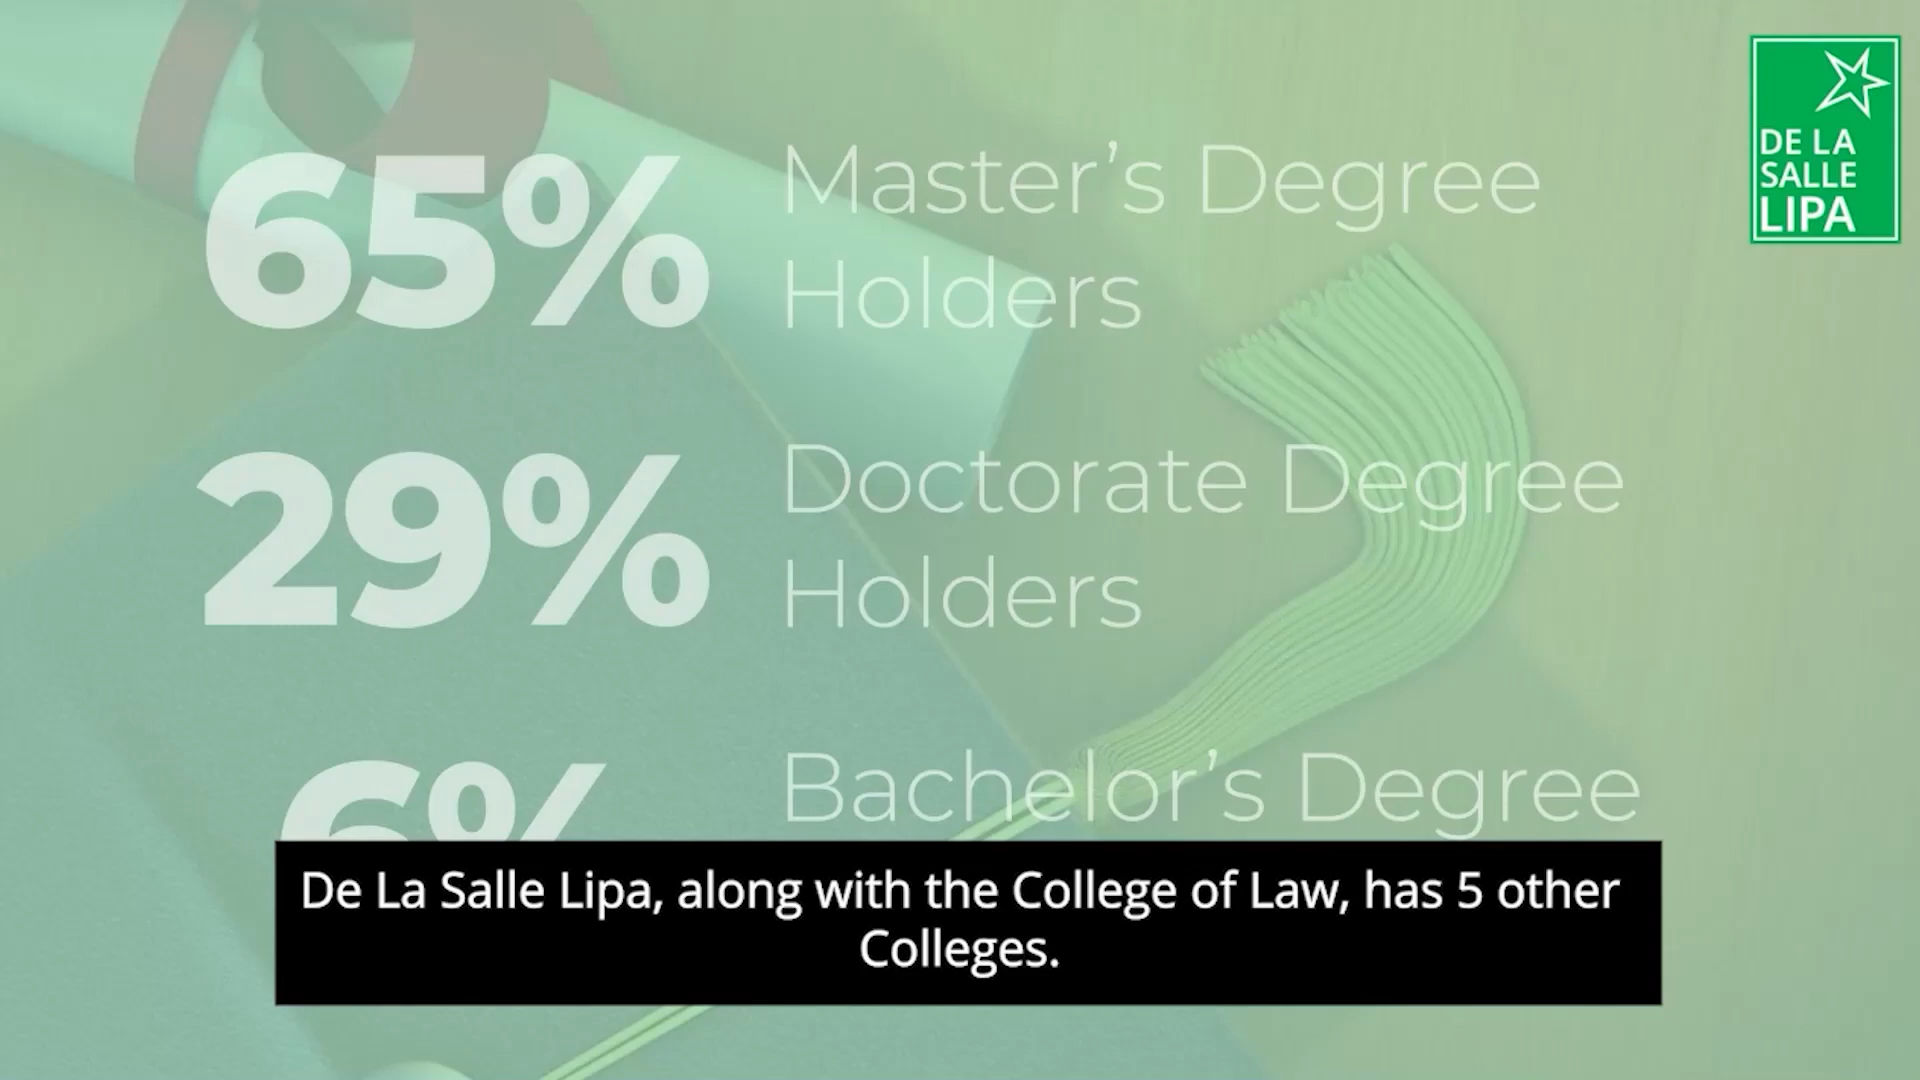 65%
Master's Degree
Holders
29%
Doctorate Degree
Holders
6%
Bachelor's Degree
De La Salle Lipa, along with the College of Law, has 5 other
Colleges.
DE LA
SALLE
LIPA